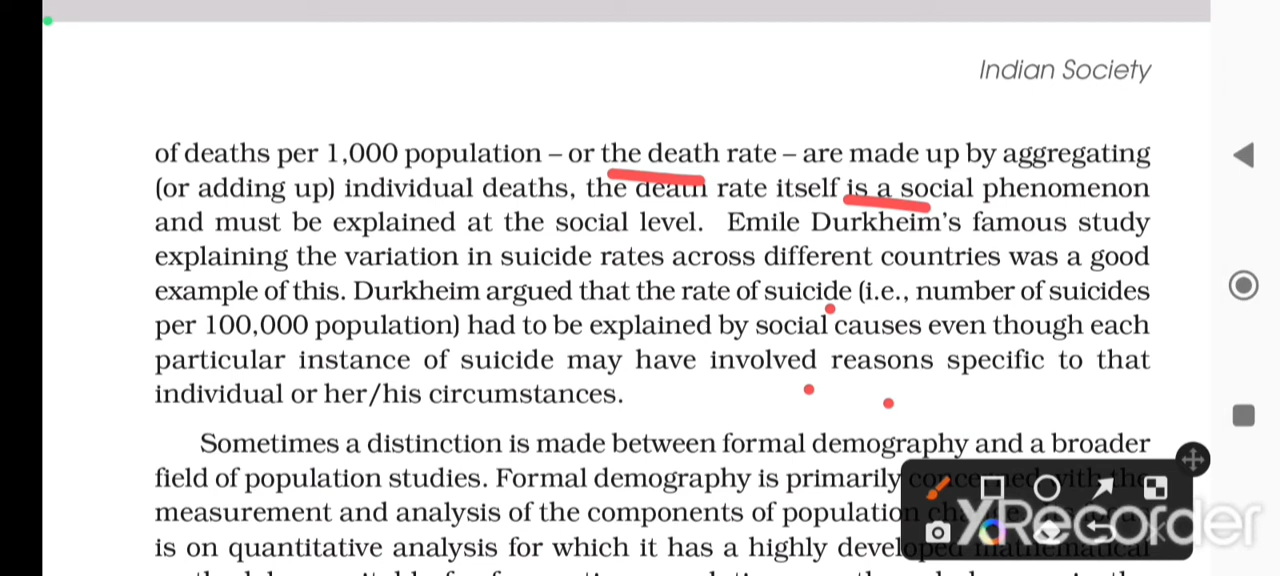 Indian Society
of deaths per 1,000 population – or the death rate – are made up by aggregating
(or adding up) individual deaths, the death rate itself is a social phenomenon
and must be explained at the social level. Emile Durkheim's famous study
explaining the variation in suicide rates across different countries was a good
example of this. Durkheim argued that the rate of suicide (i.e., number of suicides
per 100,000 population) had to be explained by social causes even though each
particular instance of suicide may have involved reasons specific to that
individual or her/his circumstances.
Sometimes a distinction is made between formal demography and a broader
field of population studies. Formal demography is primarily concerned with the
measurement and analysis of the components of population
is on quantitative analysis for which it has a highly developed mathematical
XRecorder